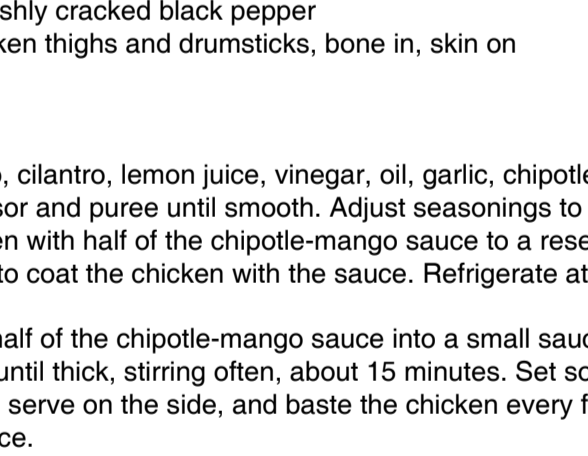 shly cracked black pepper
ken thighs and drumsticks, bone in, skin on
, cilantro, lemon juice, vinegar, oil, garlic, chipotle
sor and puree until smooth. Adjust seasonings to
en with half of the chipotle-mango sauce to a rese
to coat the chicken with the sauce. Refrigerate at
half of the chipotle-mango sauce into a small sauc
until thick, stirring often, about 15 minutes. Set so
serve on the side, and baste the chicken every f
ce.